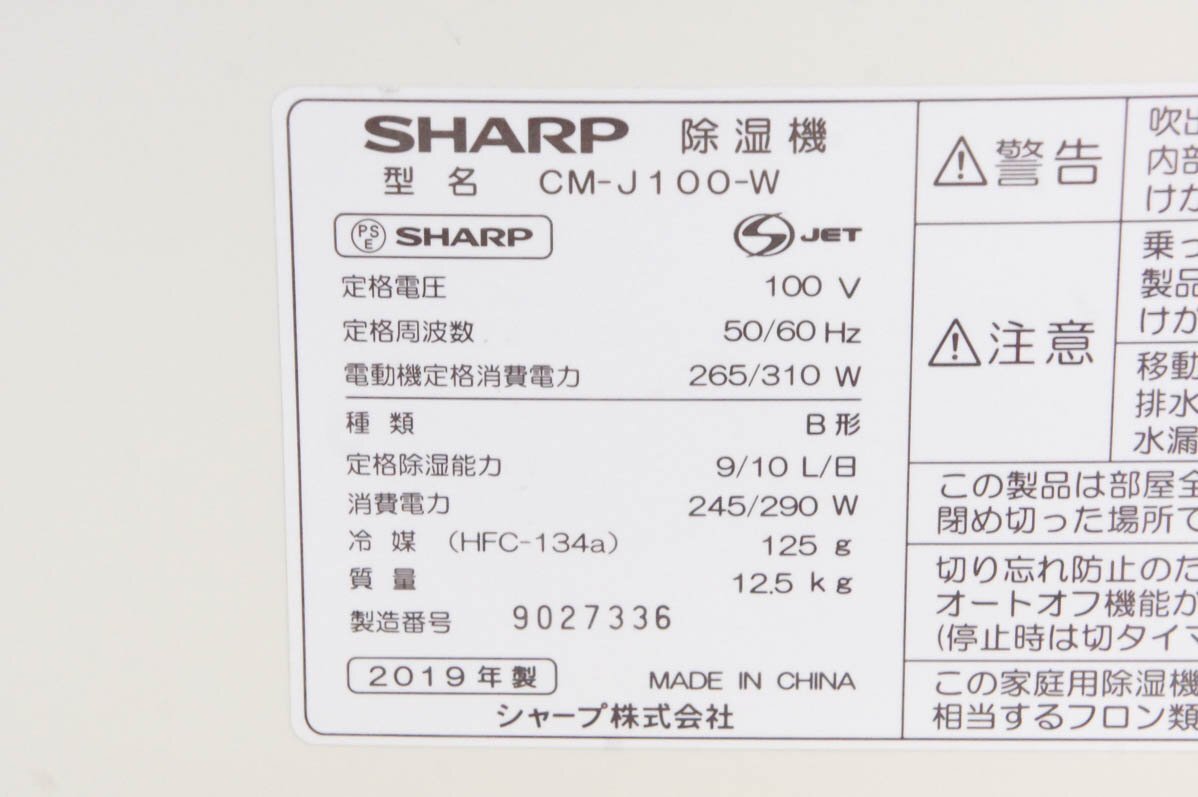 SHARP 除湿機
型名 CM-J100-W
PSE SHARP
S JET
定格電圧 100 V
定格周波数 50/60 Hz
電動機定格消費電力 265/310 W
種類 B形
定格除湿能力 9/10 L/日
消費電力 245/290 W
冷媒 (HFC-134a) 125 g
質量 12.5 kg
製造番号 9027336
2019年製 MADE IN CHINA
シャープ株式会社
⚠警告
吹出
内部
けが
⚠注意
乗っ
製品
けが
移動
排水
水漏
この製品は部屋全
閉め切った場所で
切り忘れ防止のた
オートオフ機能が
(停止時は切タイマ
この家庭用除湿機
相当するフロン類